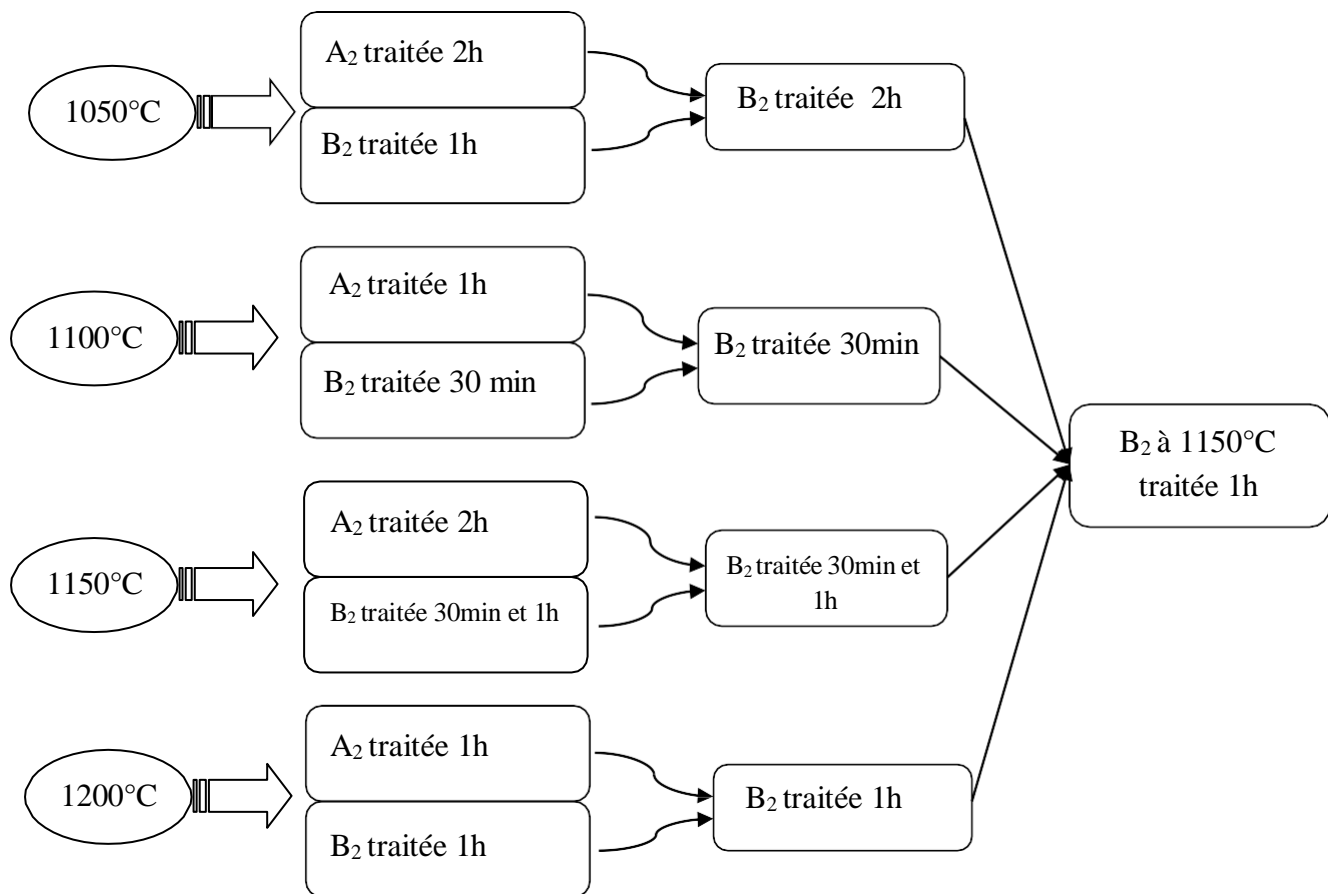 1050°C
A₂ traitée 2h
B₂ traitée 1h
B₂ traitée 2h
1100°C
A₂ traitée 1h
B₂ traitée 30 min
B₂ traitée 30min
1150°C
A₂ traitée 2h
B₂ traitée 30min et 1h
B₂ traitée 30min et
1h
1200°C
A₂ traitée 1h
B₂ traitée 1h
B₂ traitée 1h
B₂ à 1150°C
traitée 1h